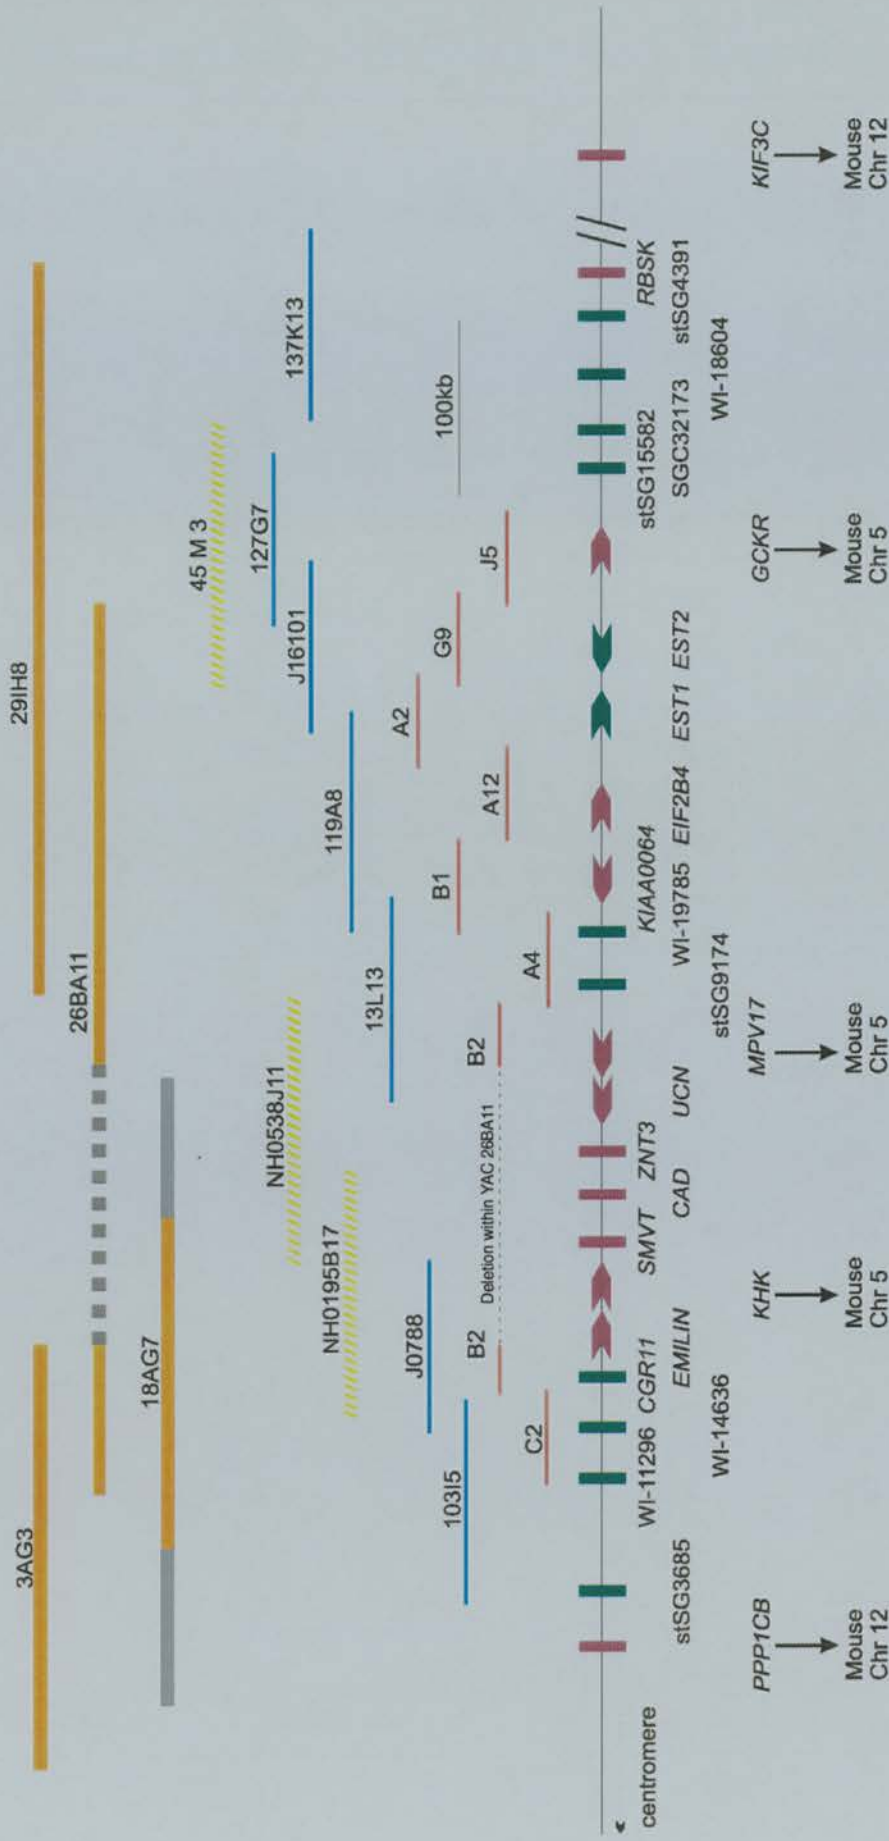 3AG3
29IH8
26BA11
18AG7
45 M 3
NH0538J11
127G7
137K13
NH0195B17
J16101
119A8
13L13
J0788
A2
103I5
B2
Deletion within YAC 26BA11
B2
B1
G9
100kb
C2
A4
A12
J5
centromere
stSG3685
WI-11296
CGR11
SMVT
ZNT3
KIAA0064
stSG15582
RBSK
EMILIN
CAD
UCN
WI-19785
EIF2B4
EST1
EST2
SGC32173
stSG4391
WI-14636
stSG9174
WI-18604
PPP1CB
KHK
MPV17
GCKR
KIF3C
Mouse
Chr 12
Mouse
Chr 5
Mouse
Chr 5
Mouse
Chr 5
Mouse
Chr 12